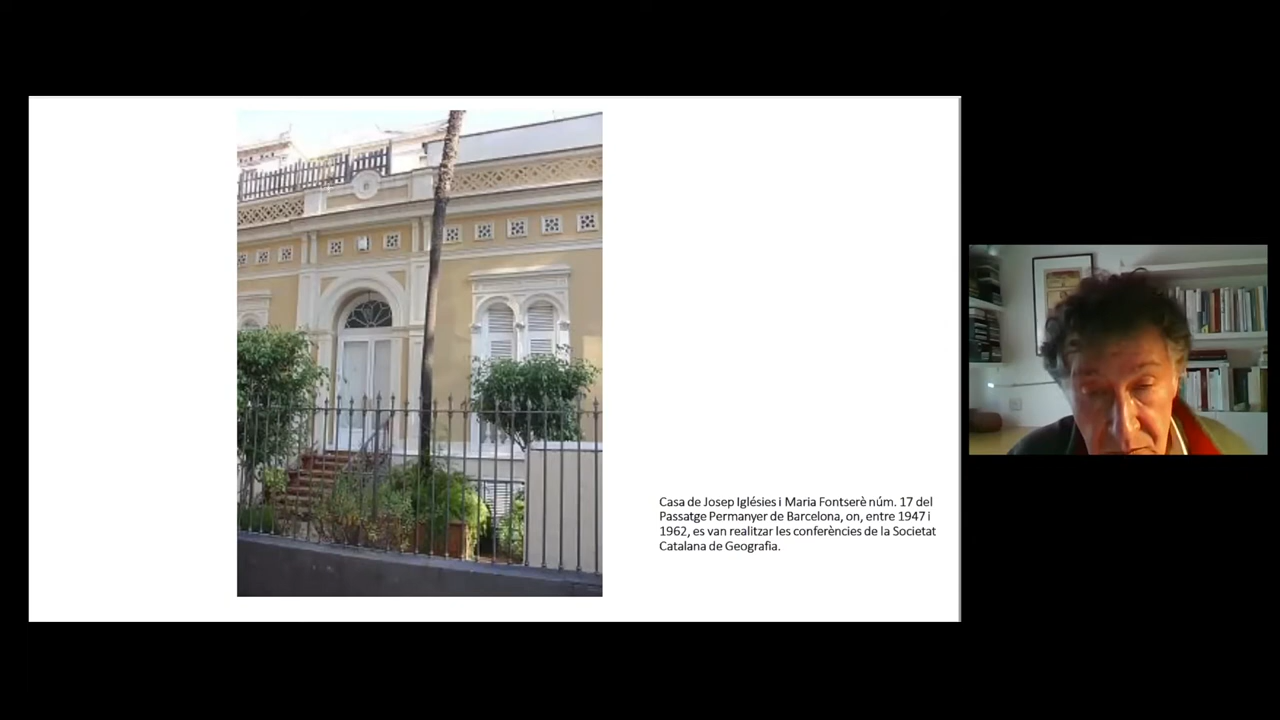 Casa de Josep Iglésies i Maria Fontserè núm. 17 del
Passatge Permanyer de Barcelona, on, entre 1947 i
1962, es van realitzar les conferències de la Societat
Catalana de Geografia.